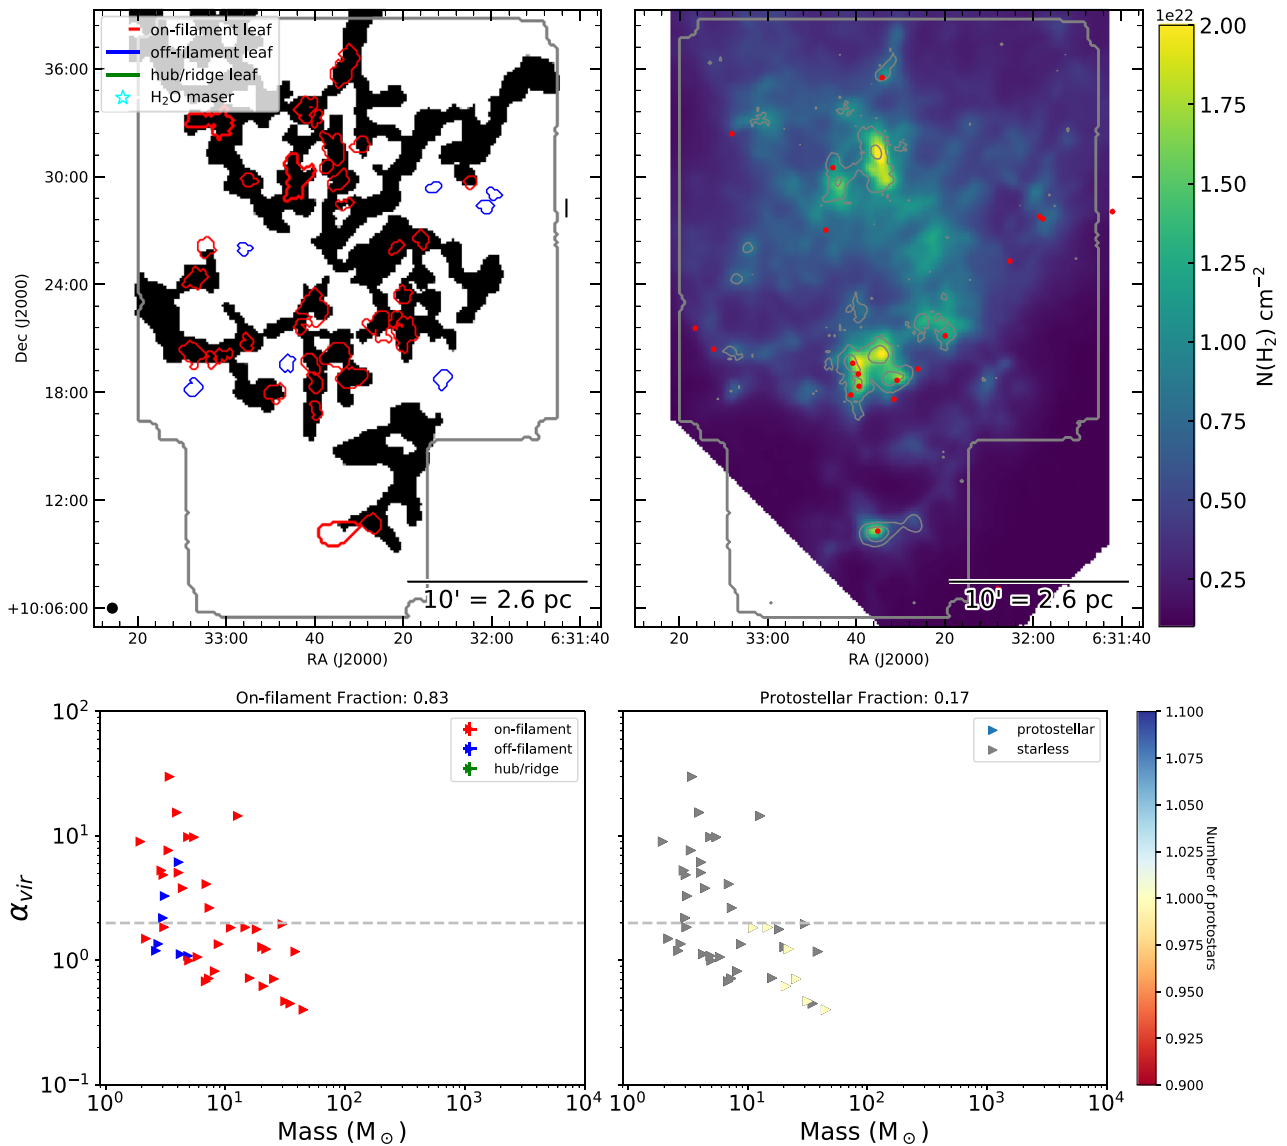 on-filament leaf
off-filament leaf
hub/ridge leaf
H₂O maser
36:00
30:00
24:00
18:00
12:00
+10:06:00
Dec (J2000)
10' = 2.6 pc
20
33:00
40
20
32:00
6:31:40
RA (J2000)
10' = 2.6 pc
20
33:00
40
20
32:00
6:31:40
RA (J2000)
1e22
2.00
1.75
1.50
1.25
1.00
0.75
0.50
0.25
N(H₂) cm⁻²
On-filament Fraction: 0.83
on-filament
off-filament
hub/ridge
10²
10¹
10⁰
10⁻¹
α_vir
10⁰
10¹
10²
10³
10⁴
Mass (M⊙)
Protostellar Fraction: 0.17
protostellar
starless
10⁰
10¹
10²
10³
10⁴
Mass (M⊙)
1.100
1.075
1.050
1.025
1.000
0.975
0.950
0.925
0.900
Number of protostars